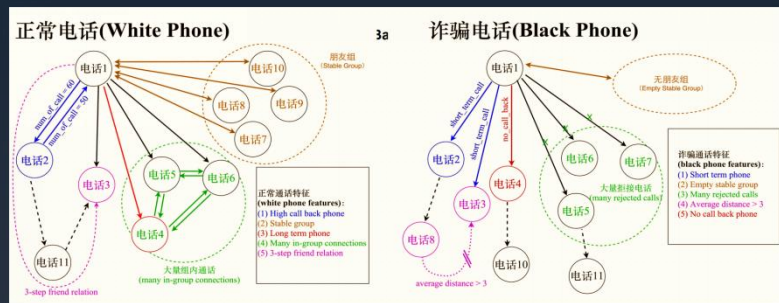 正常电话(White Phone)
电话1
朋友组
(Stable Group)
电话10
电话8
电话9
电话7
num_of_call = 60
num_of_call = 50
电话2
电话3
电话5
电话6
电话4
大量组内通话
(many in-group connections)
电话11
3-step friend relation
正常通话特征
(white phone features):
(1) High call back phone
(2) Stable group
(3) Long term phone
(4) Many in-group connections
(5) 3-step friend relation
3a
诈骗电话(Black Phone)
电话1
无朋友组
(Empty Stable Group)
short_term_call
short_term_call
no_call_back
X
X
X
电话2
电话3
电话4
电话6
电话7
电话5
大量拒接电话
(many rejected calls)
电话8
电话10
电话11
average distance > 3
诈骗通话特征
(black phone features):
(1) Short term phone
(2) Empty stable group
(3) Many rejected calls
(4) Average distance > 3
(5) No call back phone